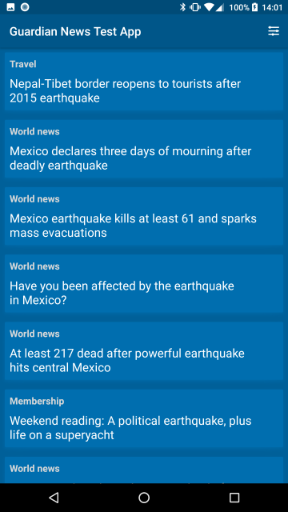 100% 14:01
Guardian News Test App
Travel
Nepal-Tibet border reopens to tourists after
2015 earthquake
World news
Mexico declares three days of mourning after
deadly earthquake
World news
Mexico earthquake kills at least 61 and sparks
mass evacuations
World news
Have you been affected by the earthquake
in Mexico?
World news
At least 217 dead after powerful earthquake
hits central Mexico
Membership
Weekend reading: A political earthquake, plus
life on a superyacht
World news